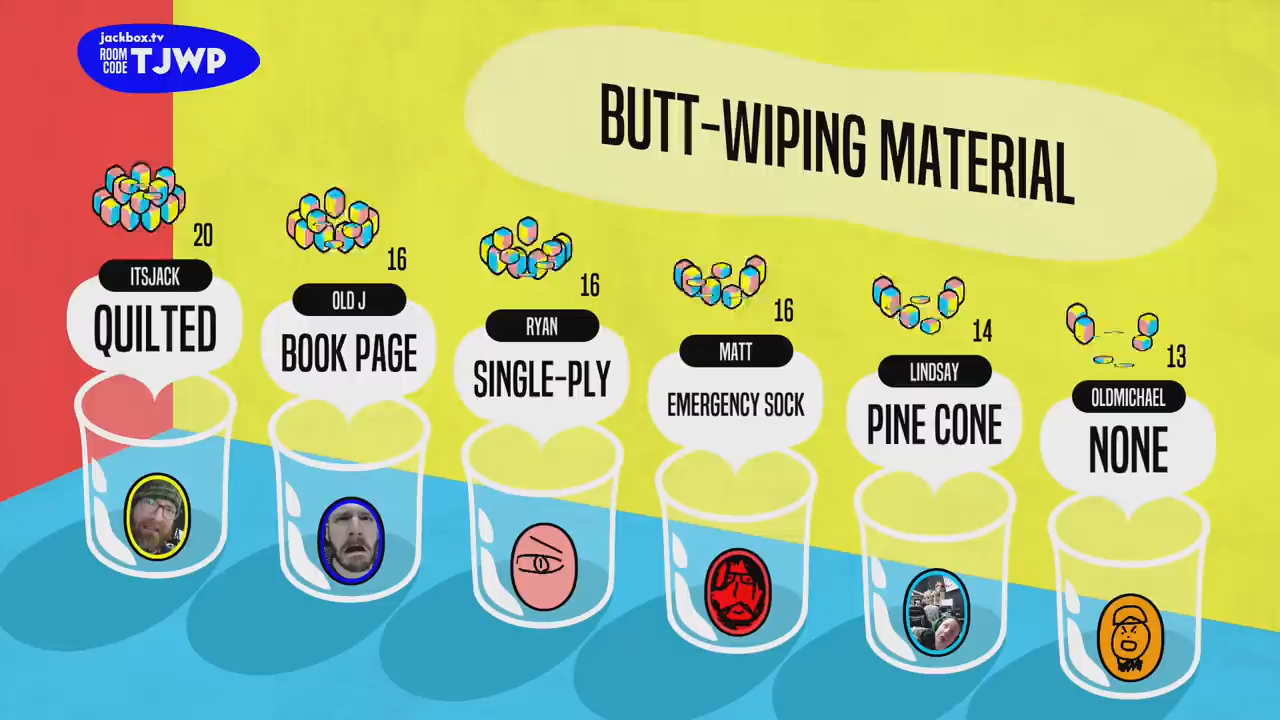 jackbox.tv
ROOM CODE TJWP
BUTT-WIPING MATERIAL
20
ITSJACK
QUILTED
16
OLD J
BOOK PAGE
16
RYAN
SINGLE-PLY
16
MATT
EMERGENCY SOCK
14
LINDSAY
PINE CONE
13
OLDMICHAEL
NONE